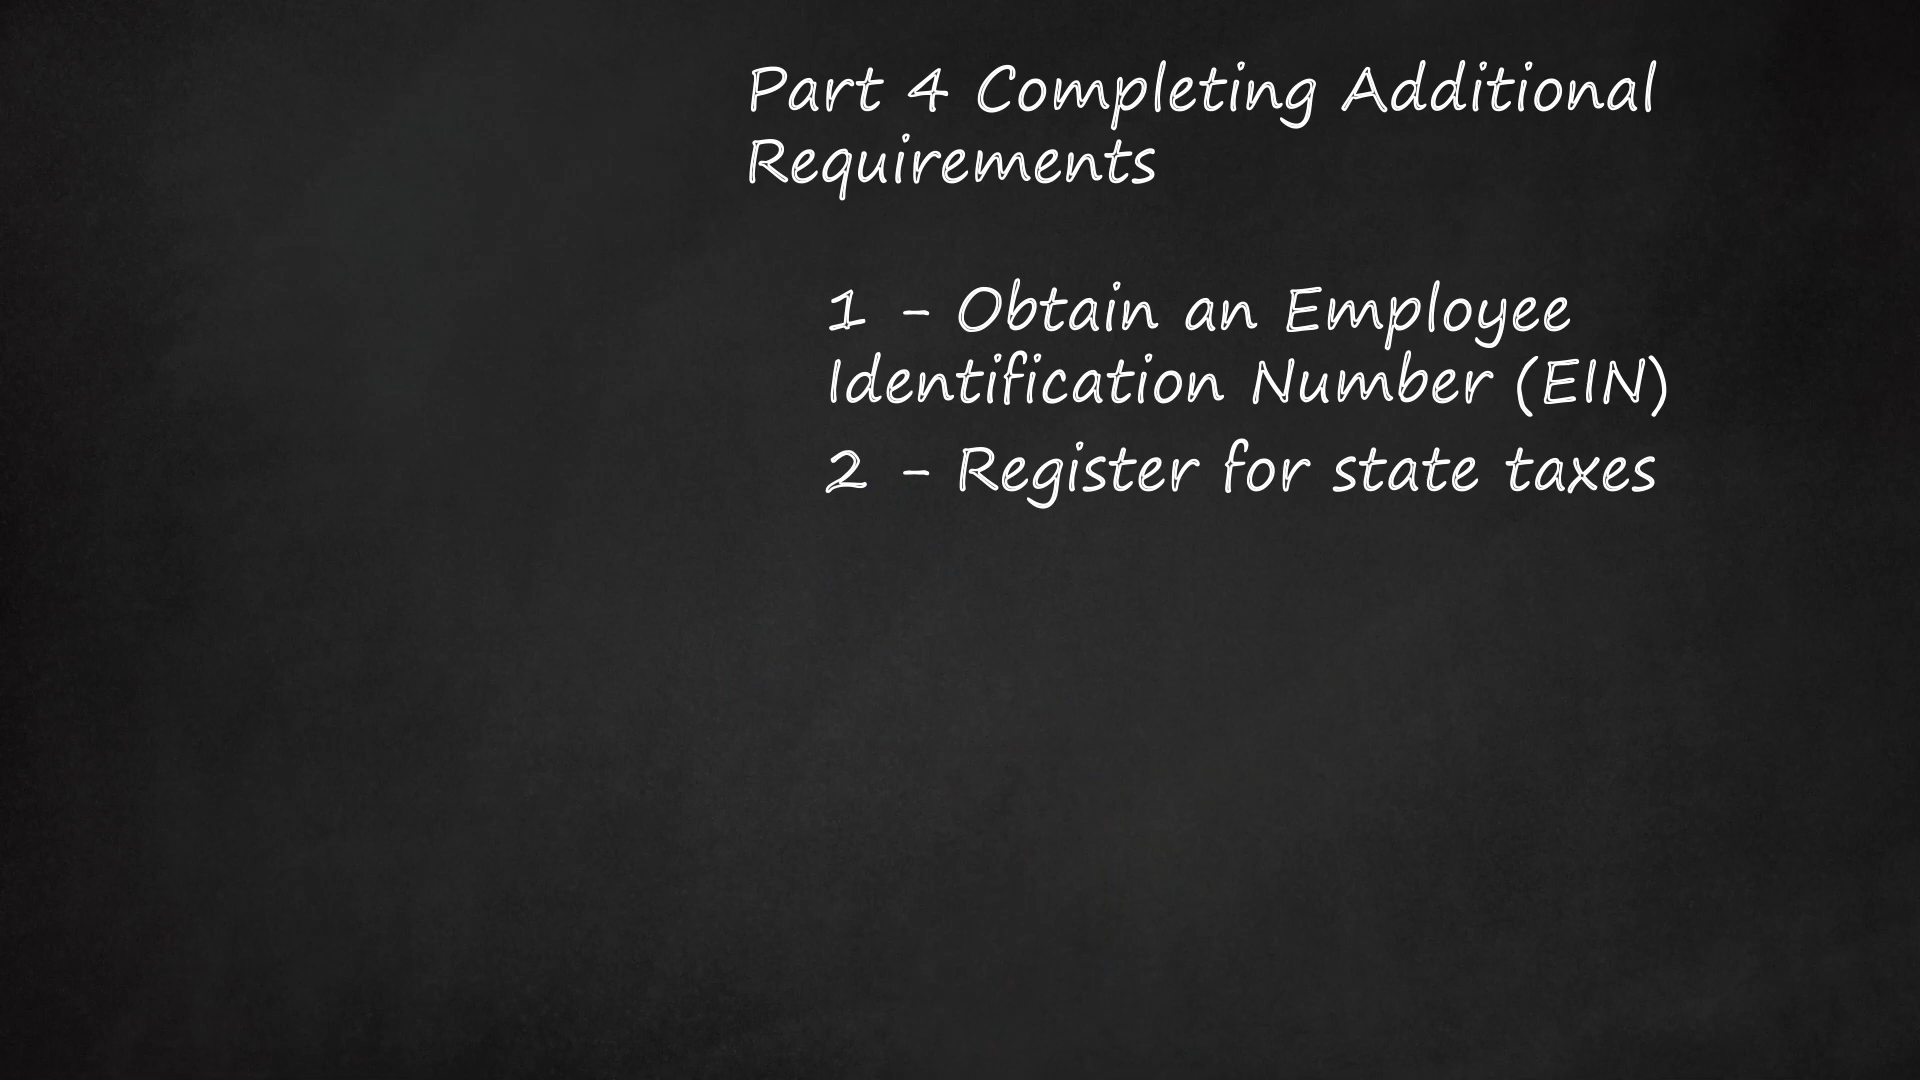 Part 4 Completing Additional
Requirements
1 - Obtain an Employee
Identification Number (EIN)
2 - Register for state taxes